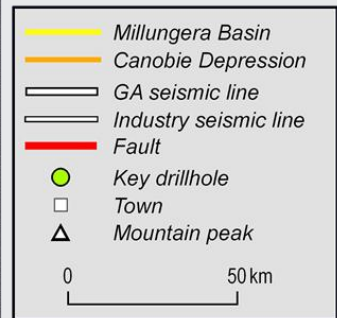 Millungera Basin
Canobie Depression
GA seismic line
Industry seismic line
Fault
Key drillhole
Town
Mountain peak
0 50 km